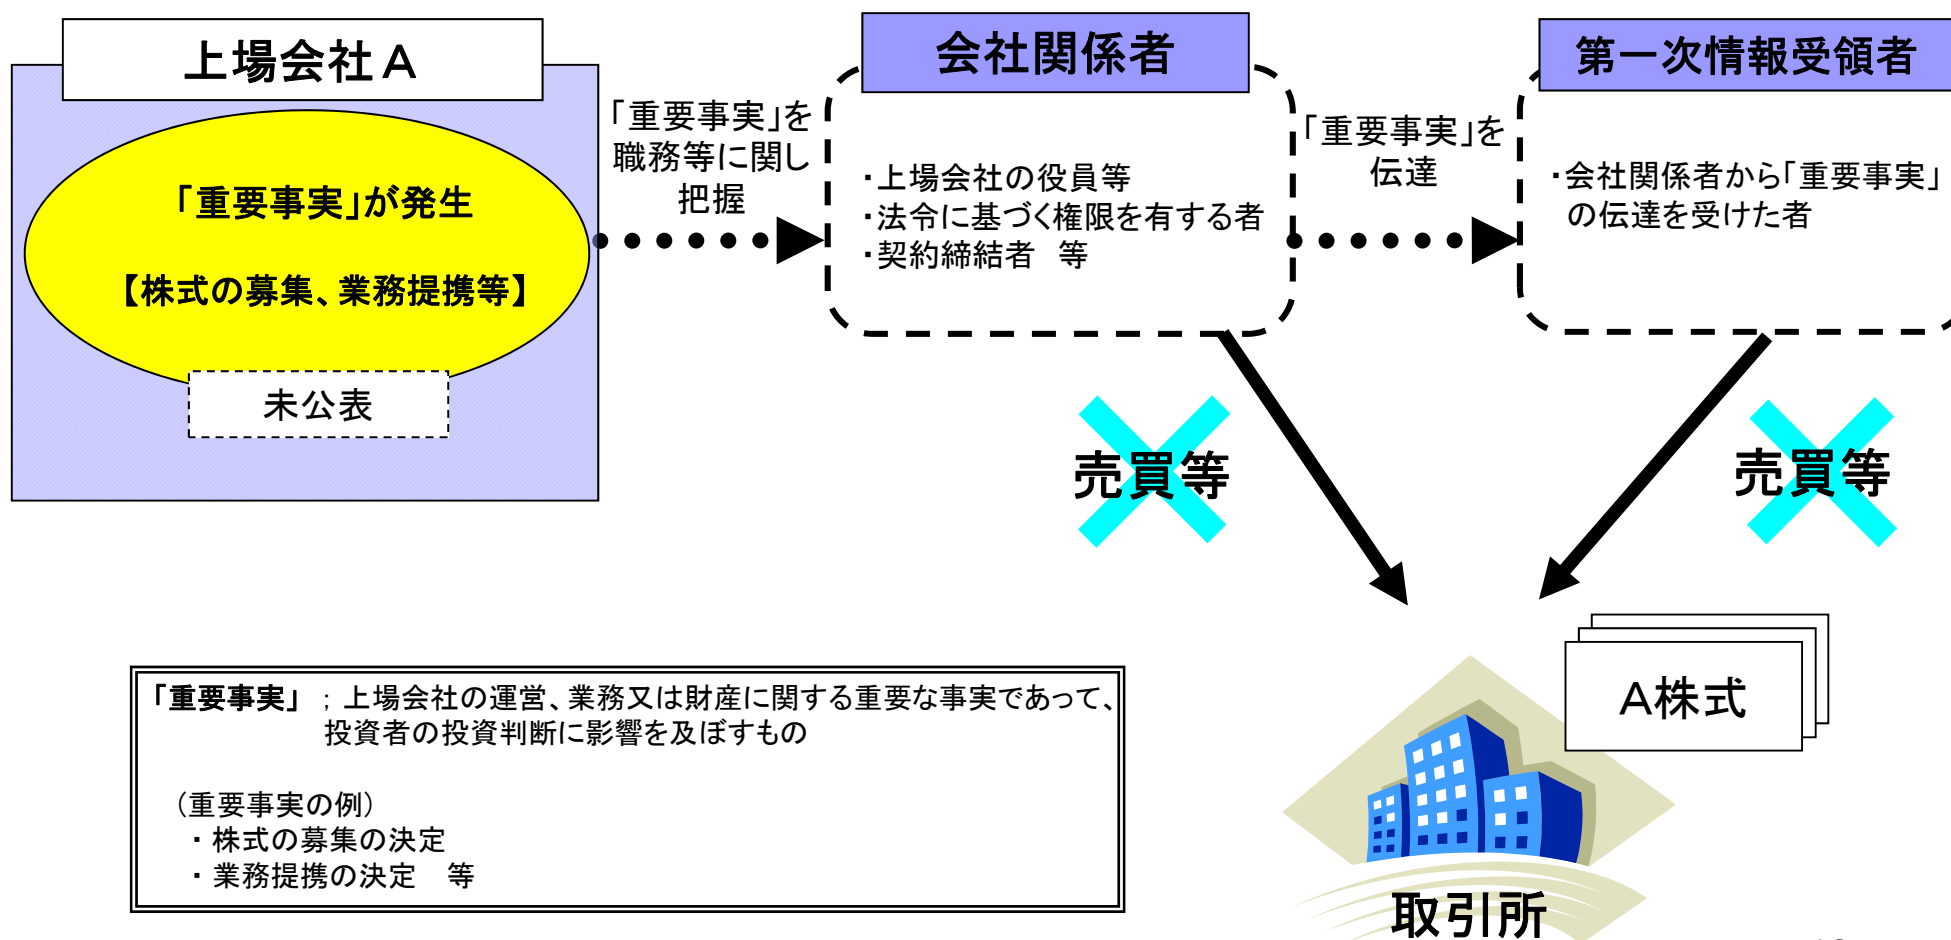 上場会社A
「重要事実」が発生
【株式の募集、業務提携等】
未公表
「重要事実」を
職務等に関し
把握
会社関係者
・上場会社の役員等
・法令に基づく権限を有する者
・契約締結者　等
「重要事実」を
伝達
第一次情報受領者
・会社関係者から「重要事実」
の伝達を受けた者
売買等
売買等
「重要事実」；上場会社の運営、業務又は財産に関する重要な事実であって、
投資者の投資判断に影響を及ぼすもの
（重要事実の例）
・株式の募集の決定
・業務提携の決定　等
A株式
取引所